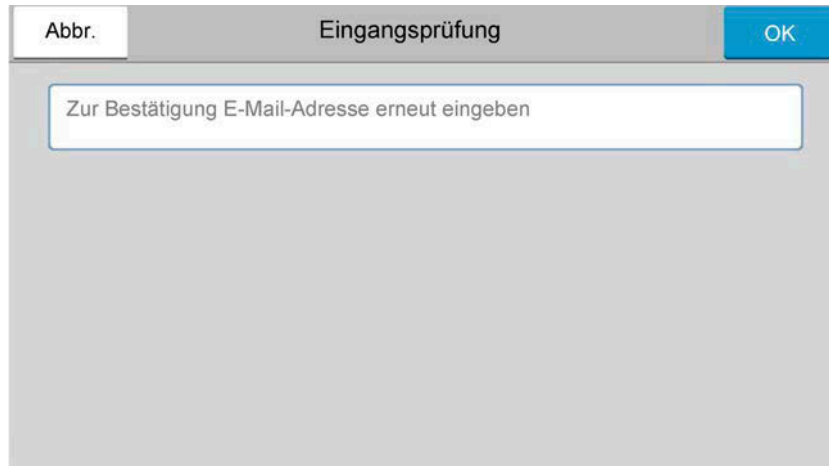 Abbr. Eingangsprüfung OK
Zur Bestätigung E-Mail-Adresse erneut eingeben